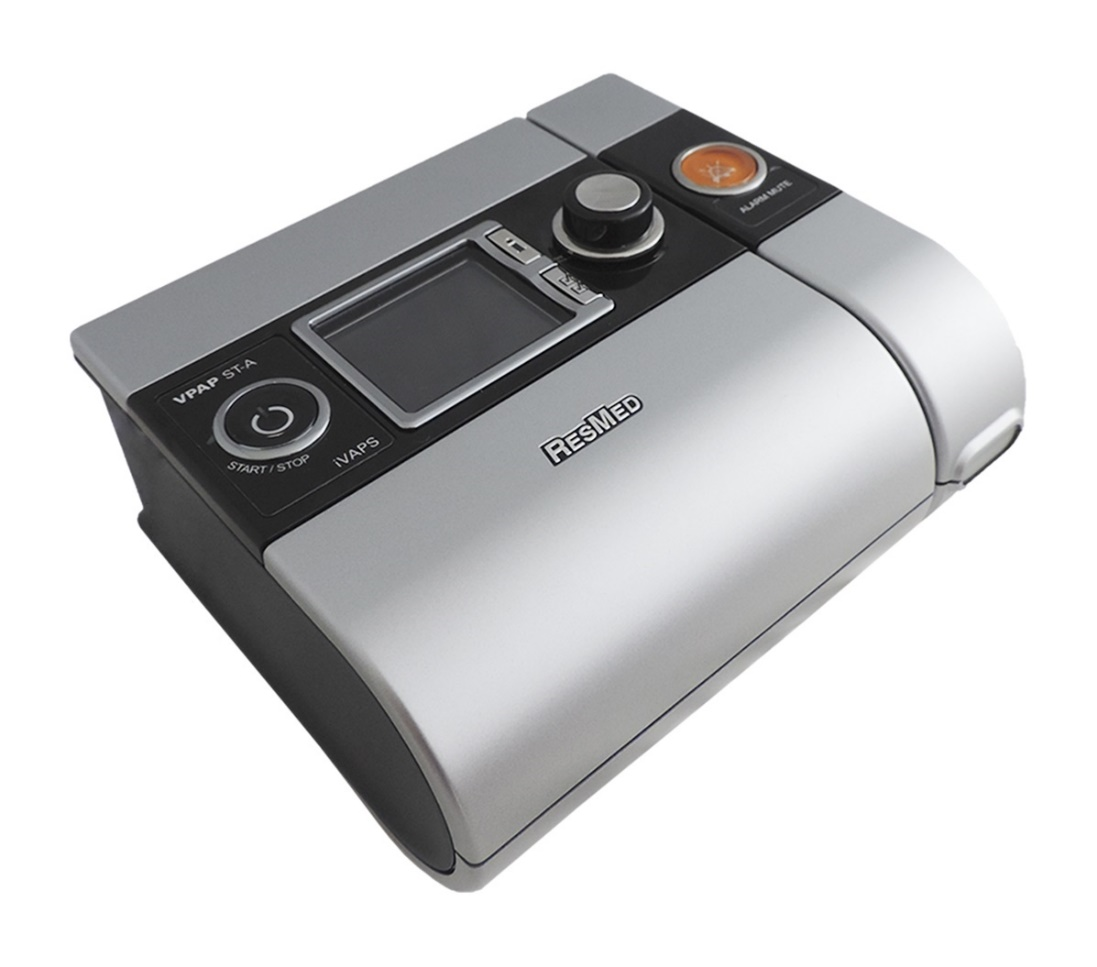 ALARM MUTE
VPAP ST-A
START / STOP
iVAPS
RESMED